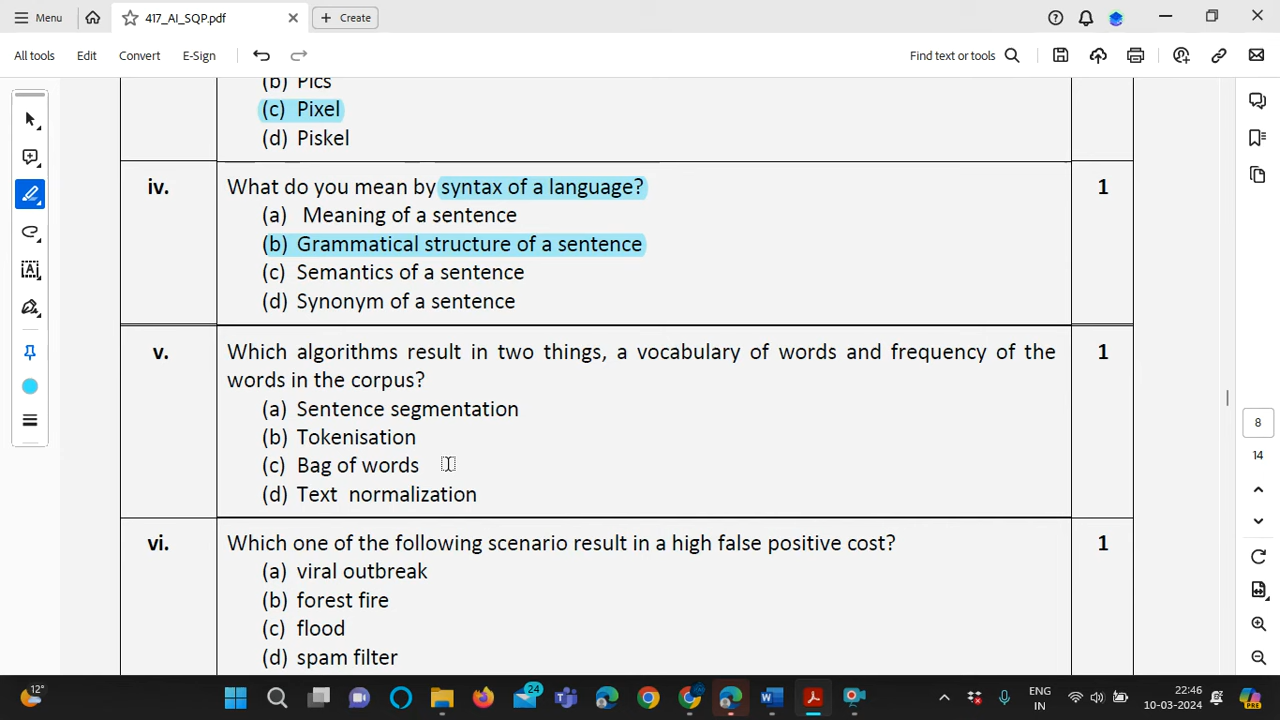 Menu
417_AI_SQP.pdf
Create
All tools
Edit
Convert
E-Sign
Find text or tools
(b) Pics
(c) Pixel
(d) Piskel
iv.
What do you mean by syntax of a language?
1
(a) Meaning of a sentence
(b) Grammatical structure of a sentence
(c) Semantics of a sentence
(d) Synonym of a sentence
v.
Which algorithms result in two things, a vocabulary of words and frequency of the
1
words in the corpus?
(a) Sentence segmentation
(b) Tokenisation
(c) Bag of words
(d) Text normalization
vi.
Which one of the following scenario result in a high false positive cost?
1
(a) viral outbreak
(b) forest fire
(c) flood
(d) spam filter
8
14
12°
24
ENG
IN
22:46
10-03-2024
PRE